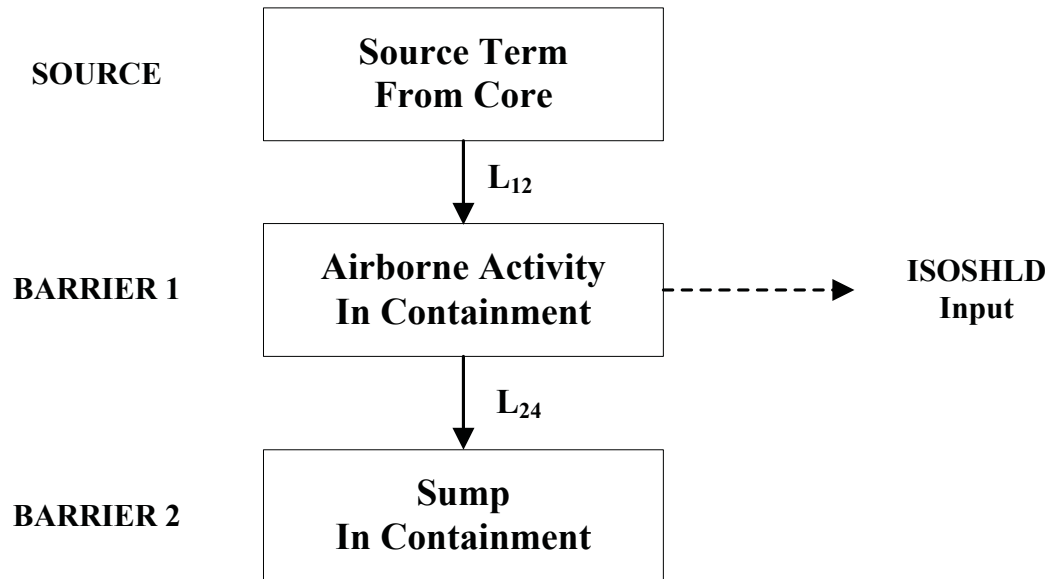 SOURCE
Source Term
From Core
L₁₂
BARRIER 1
Airborne Activity
In Containment
ISOSHLD
Input
L₂₄
BARRIER 2
Sump
In Containment